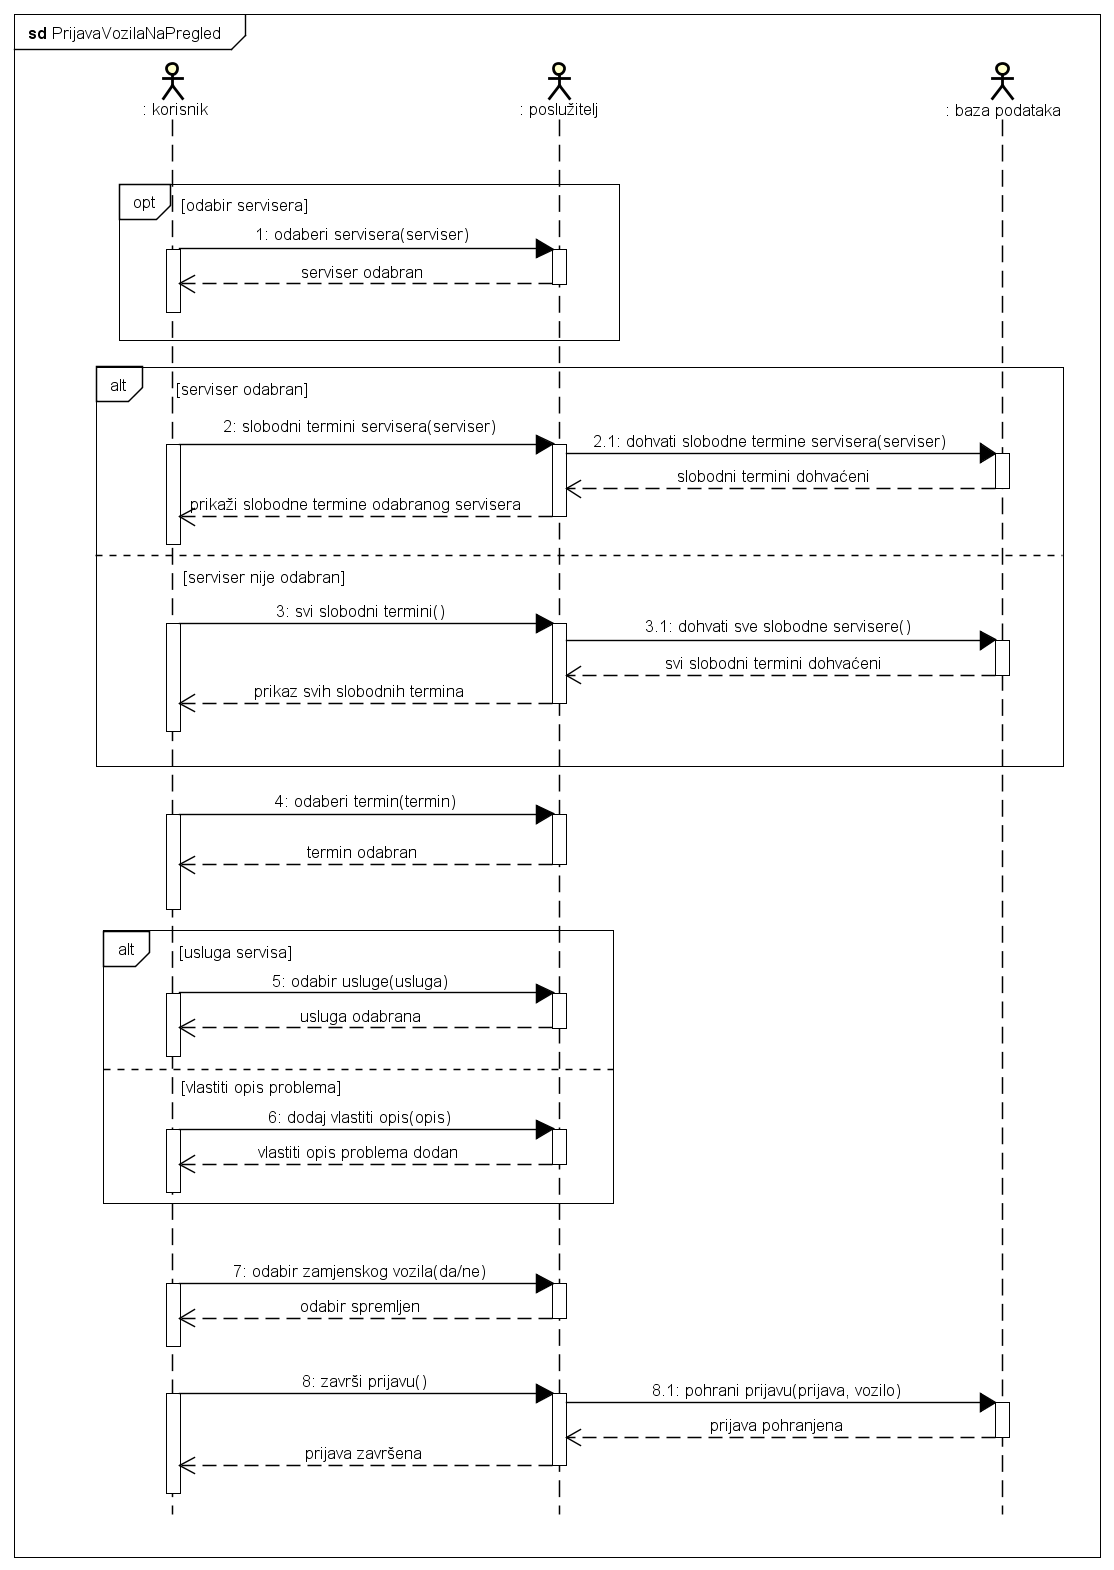 sd PrijavaVozilaNaPregled
: korisnik
: poslužitelj
: baza podataka
opt
[odabir servisera]
1: odaberi servisera(serviser)
serviser odabran
alt
[serviser odabran]
2: slobodni termini servisera(serviser)
2.1: dohvati slobodne termine servisera(serviser)
slobodni termini dohvaćeni
prikaži slobodne termine odabranog servisera
[serviser nije odabran]
3: svi slobodni termini()
3.1: dohvati sve slobodne servisere()
svi slobodni termini dohvaćeni
prikaz svih slobodnih termina
4: odaberi termin(termin)
termin odabran
alt
[usluga servisa]
5: odabir usluge(usluga)
usluga odabrana
[vlastiti opis problema]
6: dodaj vlastiti opis(opis)
vlastiti opis problema dodan
7: odabir zamjenskog vozila(da/ne)
odabir spremljen
8: završi prijavu()
8.1: pohrani prijavu(prijava, vozilo)
prijava pohranjena
prijava završena